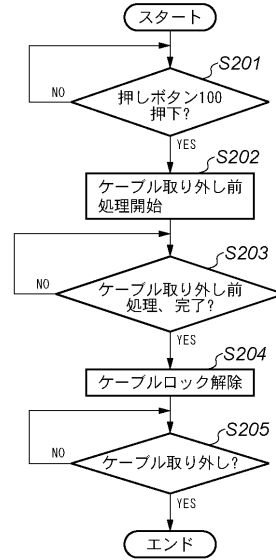 スタート
S201
押しボタン100
押下?
NO
YES
S202
ケーブル取り外し前
処理開始
S203
ケーブル取り外し前
処理、完了?
NO
YES
S204
ケーブルロック解除
S205
ケーブル取り外し?
NO
YES
エンド